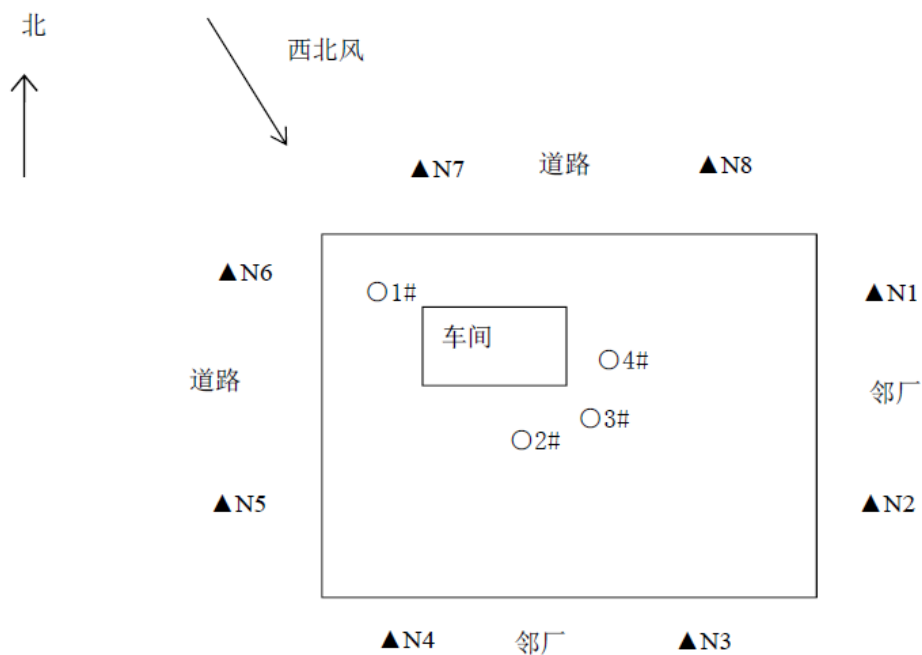 北
西北风
▲N7
道路
▲N8
▲N6
○1#
▲N1
车间
○4#
道路
邻厂
○3#
○2#
▲N5
▲N2
▲N4
邻厂
▲N3